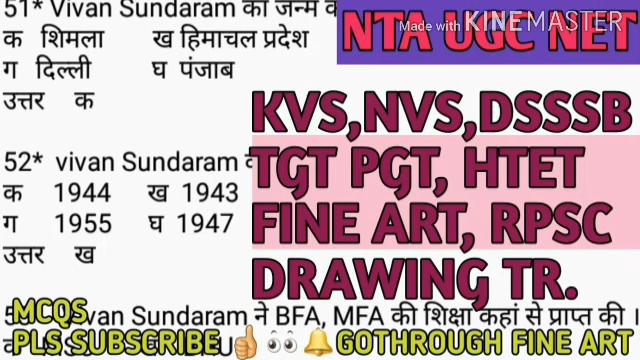 51* Vivan Sundaram का जन्म
क शिमला ख हिमाचल प्रदेश
ग दिल्ली घ पंजाब
उत्तर क
52* vivan Sundaram
क 1944 ख 1943
ग 1955 घ 1947
उत्तर ख
Sundaram ने BFA, MFA की शिक्षा कहां से प्राप्त की ।
Made with KINEMASTER
NTA UGC NET
KVS,NVS,DSSSB
TGT PGT, HTET
FINE ART, RPSC
DRAWING TR.
MCQS
PLS SUBSCRIBE👍👀🔔GOTHROUGH FINE ART